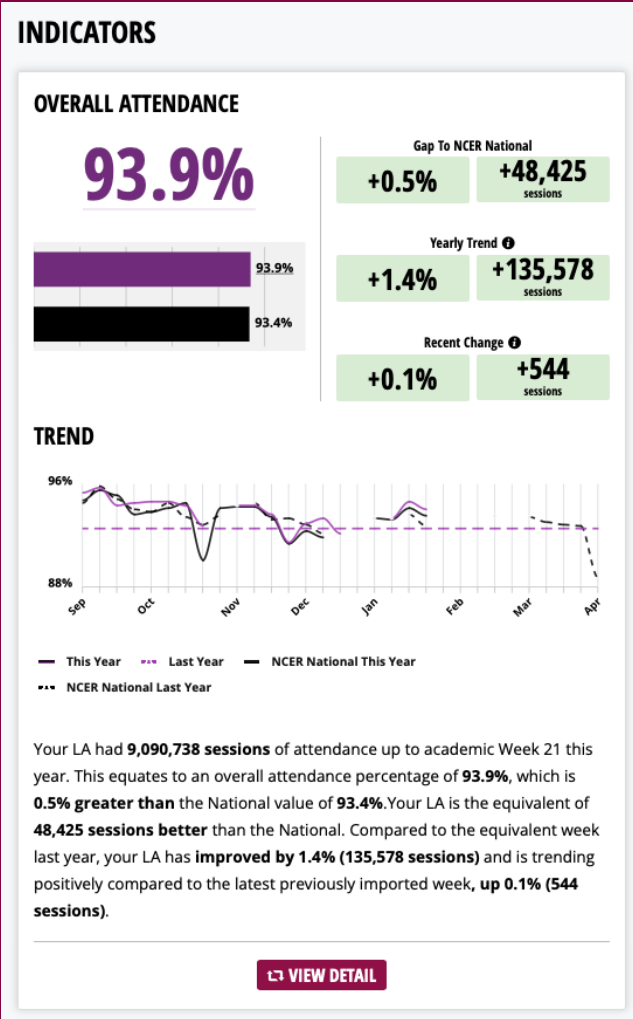 INDICATORS
OVERALL ATTENDANCE
93.9%
93.9%
93.4%
Gap To NCER National
+0.5%
+48,425
sessions
Yearly Trend
+1.4%
+135,578
sessions
Recent Change
+0.1%
+544
sessions
TREND
96%
88%
Sep Oct Nov Dec Jan Feb Mar Apr
This Year Last Year NCER National This Year
NCER National Last Year
Your LA had 9,090,738 sessions of attendance up to academic Week 21 this
year. This equates to an overall attendance percentage of 93.9%, which is
0.5% greater than the National value of 93.4%.Your LA is the equivalent of
48,425 sessions better than the National. Compared to the equivalent week
last year, your LA has improved by 1.4% (135,578 sessions) and is trending
positively compared to the latest previously imported week, up 0.1% (544
sessions).
VIEW DETAIL